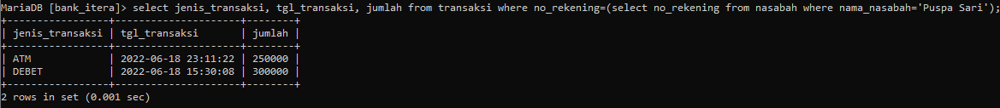 MariaDB [bank_itera]> select jenis_transaksi, tgl_transaksi, jumlah from transaksi where no_rekening=(select no_rekening from nasabah where nama_nasabah='Puspa Sari');
+-----------------+---------------------+--------+
| jenis_transaksi | tgl_transaksi       | jumlah |
+-----------------+---------------------+--------+
| ATM             | 2022-06-18 23:11:22 | 250000 |
| DEBET           | 2022-06-18 15:30:08 | 300000 |
+-----------------+---------------------+--------+
2 rows in set (0.001 sec)